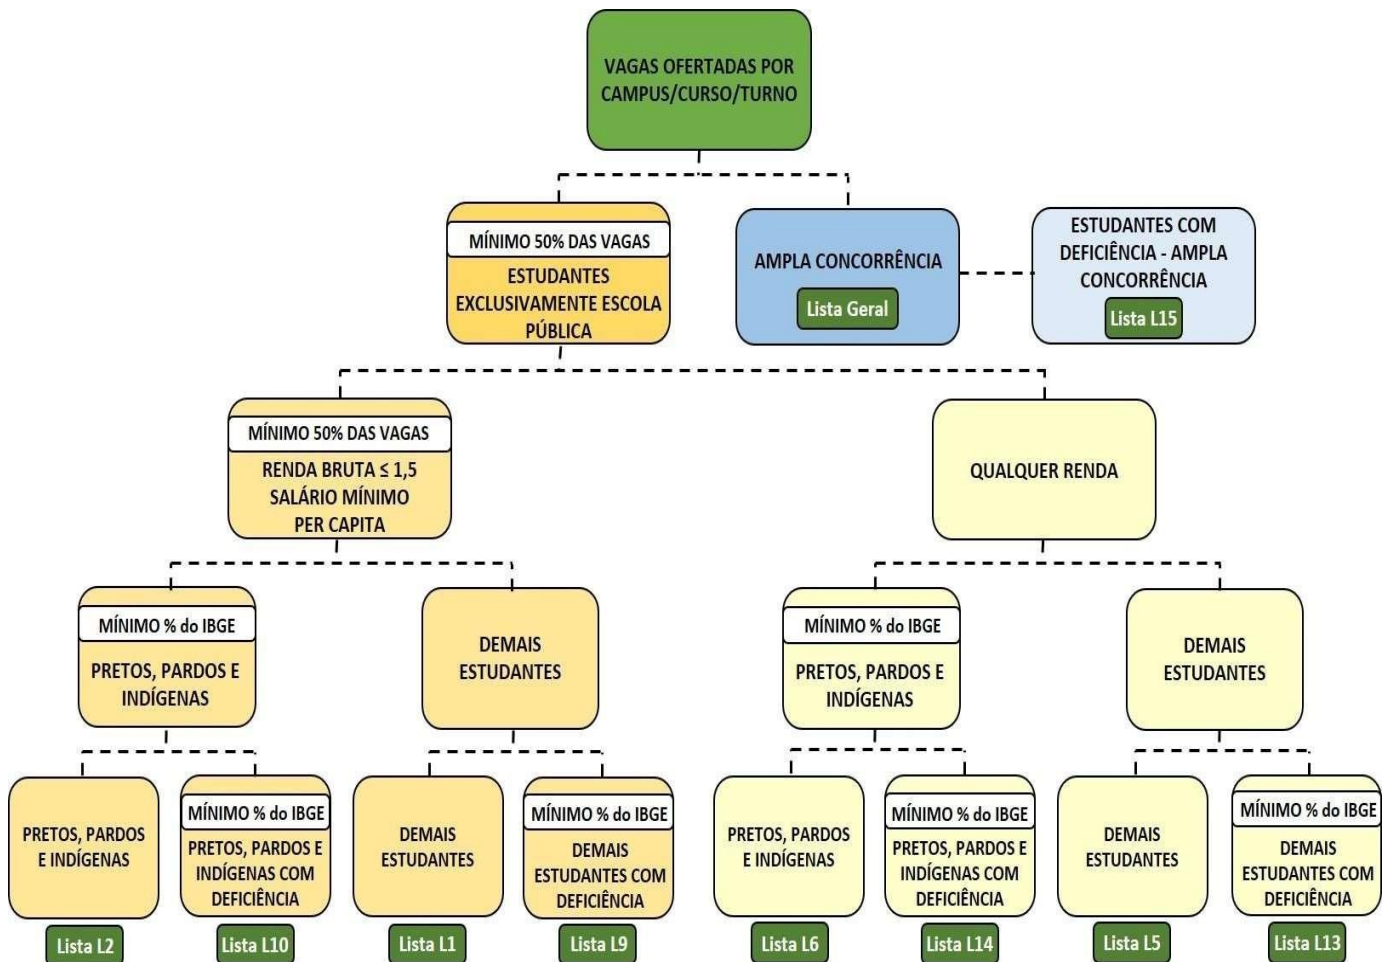 VAGAS OFERTADAS POR
CAMPUS/CURSO/TURNO
MÍNIMO 50% DAS VAGAS
ESTUDANTES
EXCLUSIVAMENTE ESCOLA
PÚBLICA
AMPLA CONCORRÊNCIA
Lista Geral
ESTUDANTES COM
DEFICIÊNCIA - AMPLA
CONCORRÊNCIA
Lista L15
MÍNIMO 50% DAS VAGAS
RENDA BRUTA ≤ 1,5
SALÁRIO MÍNIMO
PER CAPITA
QUALQUER RENDA
MÍNIMO % do IBGE
PRETOS, PARDOS E
INDÍGENAS
DEMAIS
ESTUDANTES
MÍNIMO % do IBGE
PRETOS, PARDOS E
INDÍGENAS
DEMAIS
ESTUDANTES
PRETOS, PARDOS
E INDÍGENAS
Lista L2
MÍNIMO % do IBGE
PRETOS, PARDOS E
INDÍGENAS COM
DEFICIÊNCIA
Lista L10
DEMAIS
ESTUDANTES
Lista L1
MÍNIMO % do IBGE
DEMAIS
ESTUDANTES COM
DEFICIÊNCIA
Lista L9
PRETOS, PARDOS
E INDÍGENAS
Lista L6
MÍNIMO % do IBGE
PRETOS, PARDOS E
INDÍGENAS COM
DEFICIÊNCIA
Lista L14
DEMAIS
ESTUDANTES
Lista L5
MÍNIMO % do IBGE
DEMAIS
ESTUDANTES COM
DEFICIÊNCIA
Lista L13